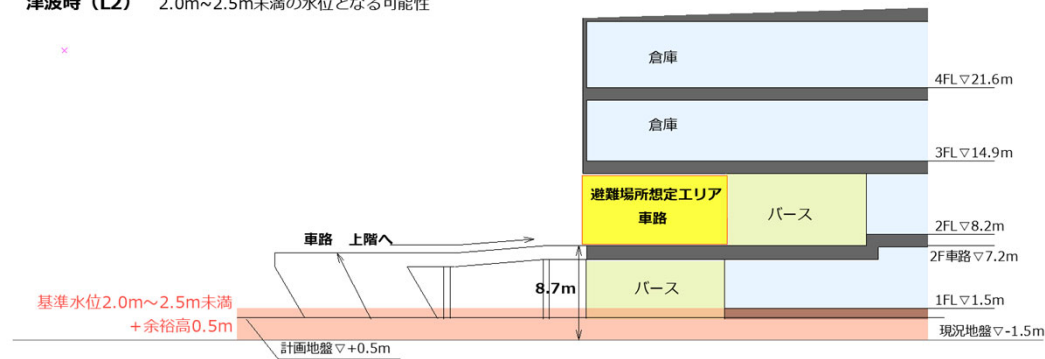 津波時（L2） 2.0m~2.5m未満の水位となる可能性
倉庫
4FL▽21.6m
倉庫
3FL▽14.9m
避難場所想定エリア
車路
バース
2FL▽8.2m
車路 上階へ
2F車路▽7.2m
8.7m
バース
基準水位2.0m～2.5m未満
+余裕高0.5m
1FL▽1.5m
現況地盤▽-1.5m
計画地盤▽+0.5m